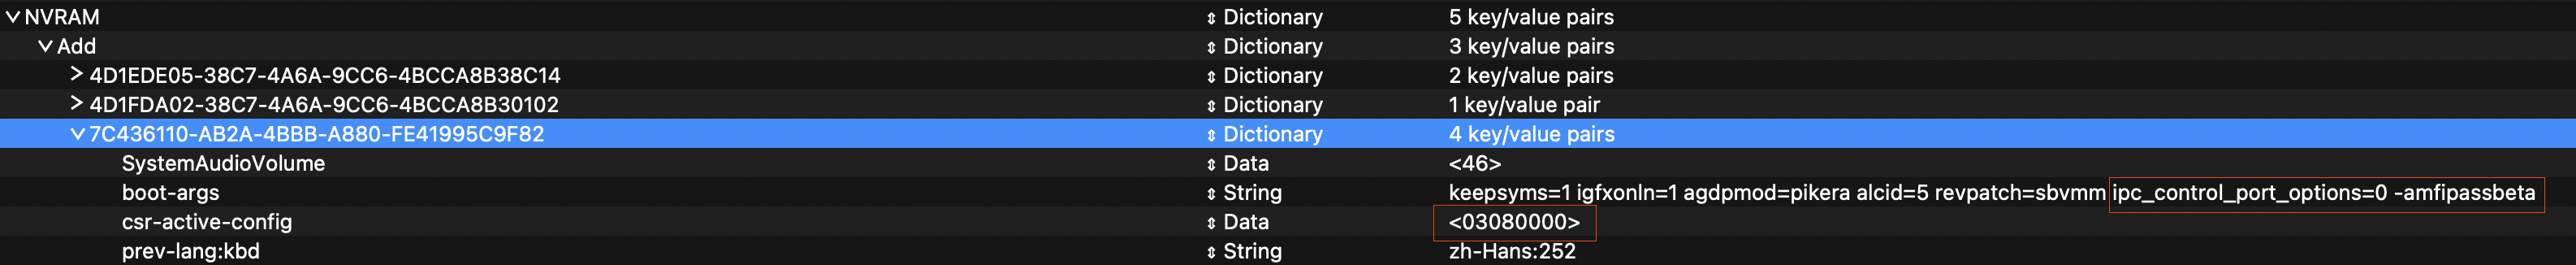 NVRAM Dictionary 5 key/value pairs
Add Dictionary 3 key/value pairs
4D1EDE05-38C7-4A6A-9CC6-4BCCA8B38C14 Dictionary 2 key/value pairs
4D1FDA02-38C7-4A6A-9CC6-4BCCA8B30102 Dictionary 1 key/value pair
7C436110-AB2A-4BBB-A880-FE41995C9F82 Dictionary 4 key/value pairs
SystemAudioVolume Data <46>
boot-args String keepsyms=1 igfxonln=1 agdpmod=pikera alcid=5 revpatch=sbvmm ipc_control_port_options=0 -amfipassbeta
csr-active-config Data <03080000>
prev-lang:kbd String zh-Hans:252